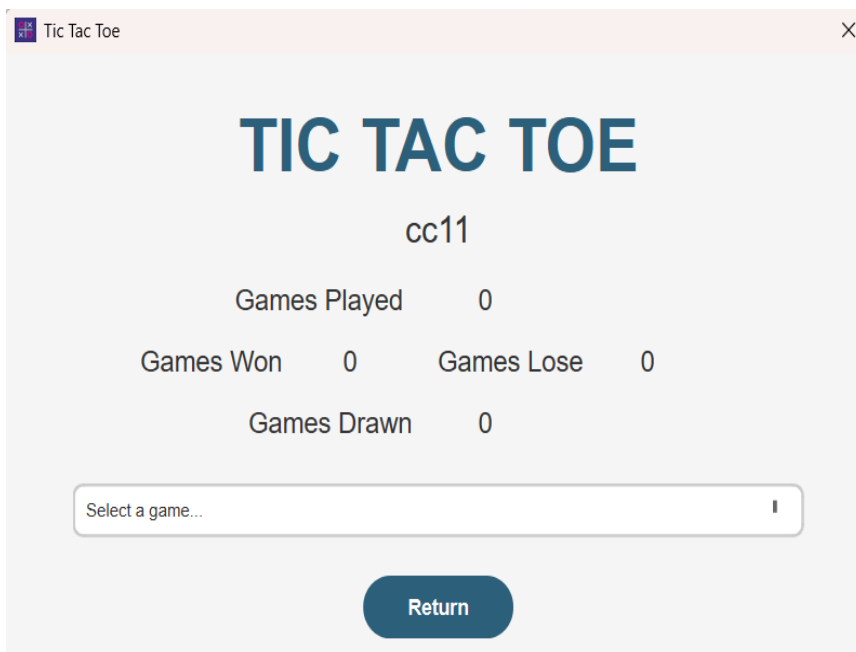 Tic Tac Toe
TIC TAC TOE
cc11
Games Played 0
Games Won 0 Games Lose 0
Games Drawn 0
Select a game...
Return